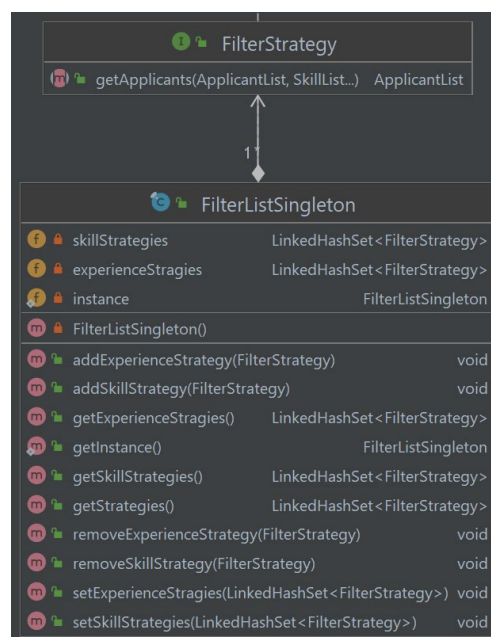 FilterStrategy
getApplicants(ApplicantList, SkillList...) ApplicantList
1 *
FilterListSingleton
skillStrategies LinkedHashSet<FilterStrategy>
experienceStragies LinkedHashSet<FilterStrategy>
instance FilterListSingleton
FilterListSingleton()
addExperienceStrategy(FilterStrategy) void
addSkillStrategy(FilterStrategy) void
getExperienceStragies() LinkedHashSet<FilterStrategy>
getInstance() FilterListSingleton
getSkillStrategies() LinkedHashSet<FilterStrategy>
getStrategies() LinkedHashSet<FilterStrategy>
removeExperienceStrategy(FilterStrategy) void
removeSkillStrategy(FilterStrategy) void
setExperienceStragies(LinkedHashSet<FilterStrategy>) void
setSkillStrategies(LinkedHashSet<FilterStrategy>) void